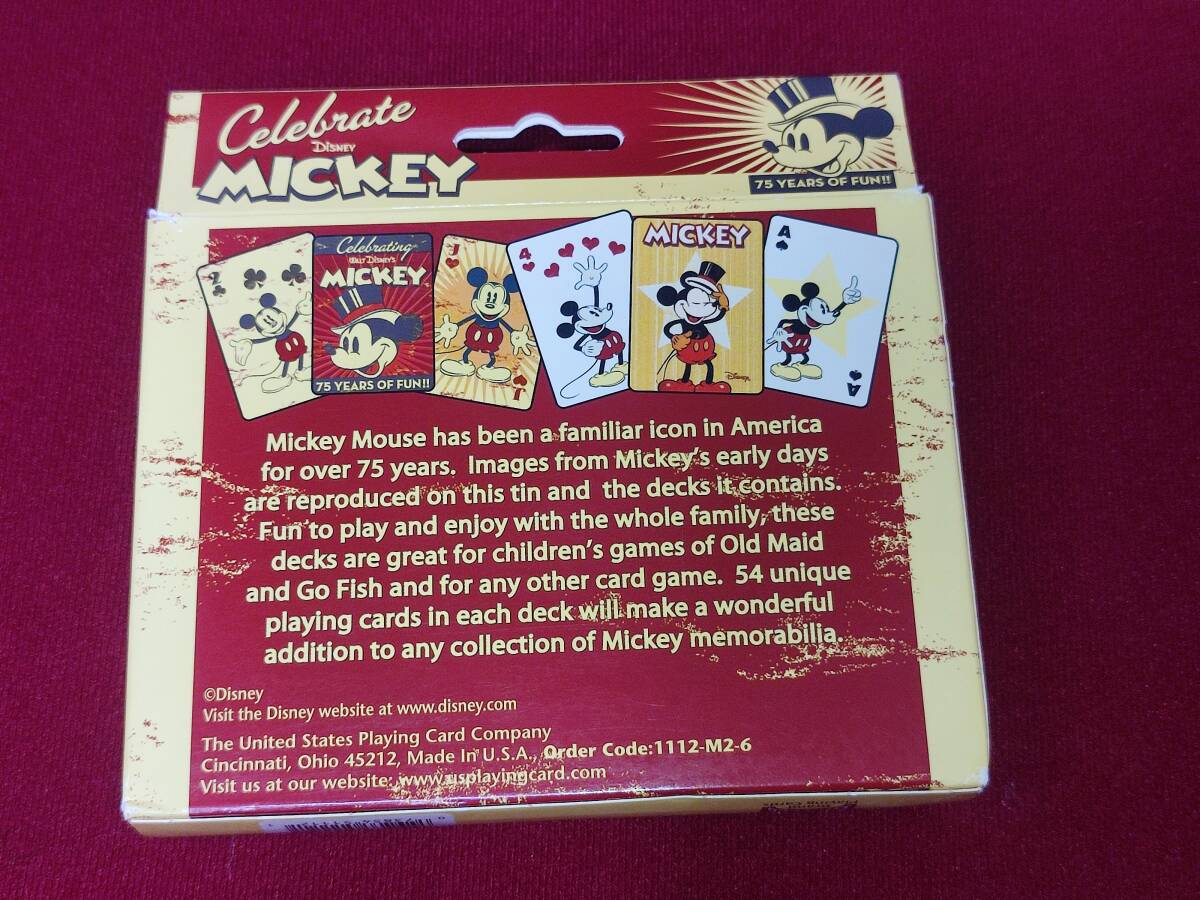 Celebrate
DISNEY
MICKEY
75 YEARS OF FUN!!
2
Celebrating
WALT DISNEY'S
MICKEY
75 YEARS OF FUN!!
J
J
4
MICKEY
Disney
A
A
Mickey Mouse has been a familiar icon in America
for over 75 years. Images from Mickey's early days
are reproduced on this tin and the decks it contains.
Fun to play and enjoy with the whole family, these
decks are great for children's games of Old Maid
and Go Fish and for any other card game. 54 unique
playing cards in each deck will make a wonderful
addition to any collection of Mickey memorabilia.
©Disney
Visit the Disney website at www.disney.com
The United States Playing Card Company
Cincinnati, Ohio 45212, Made In U.S.A., Order Code:1112-M2-6
Visit us at our website: www.usplayingcard.com